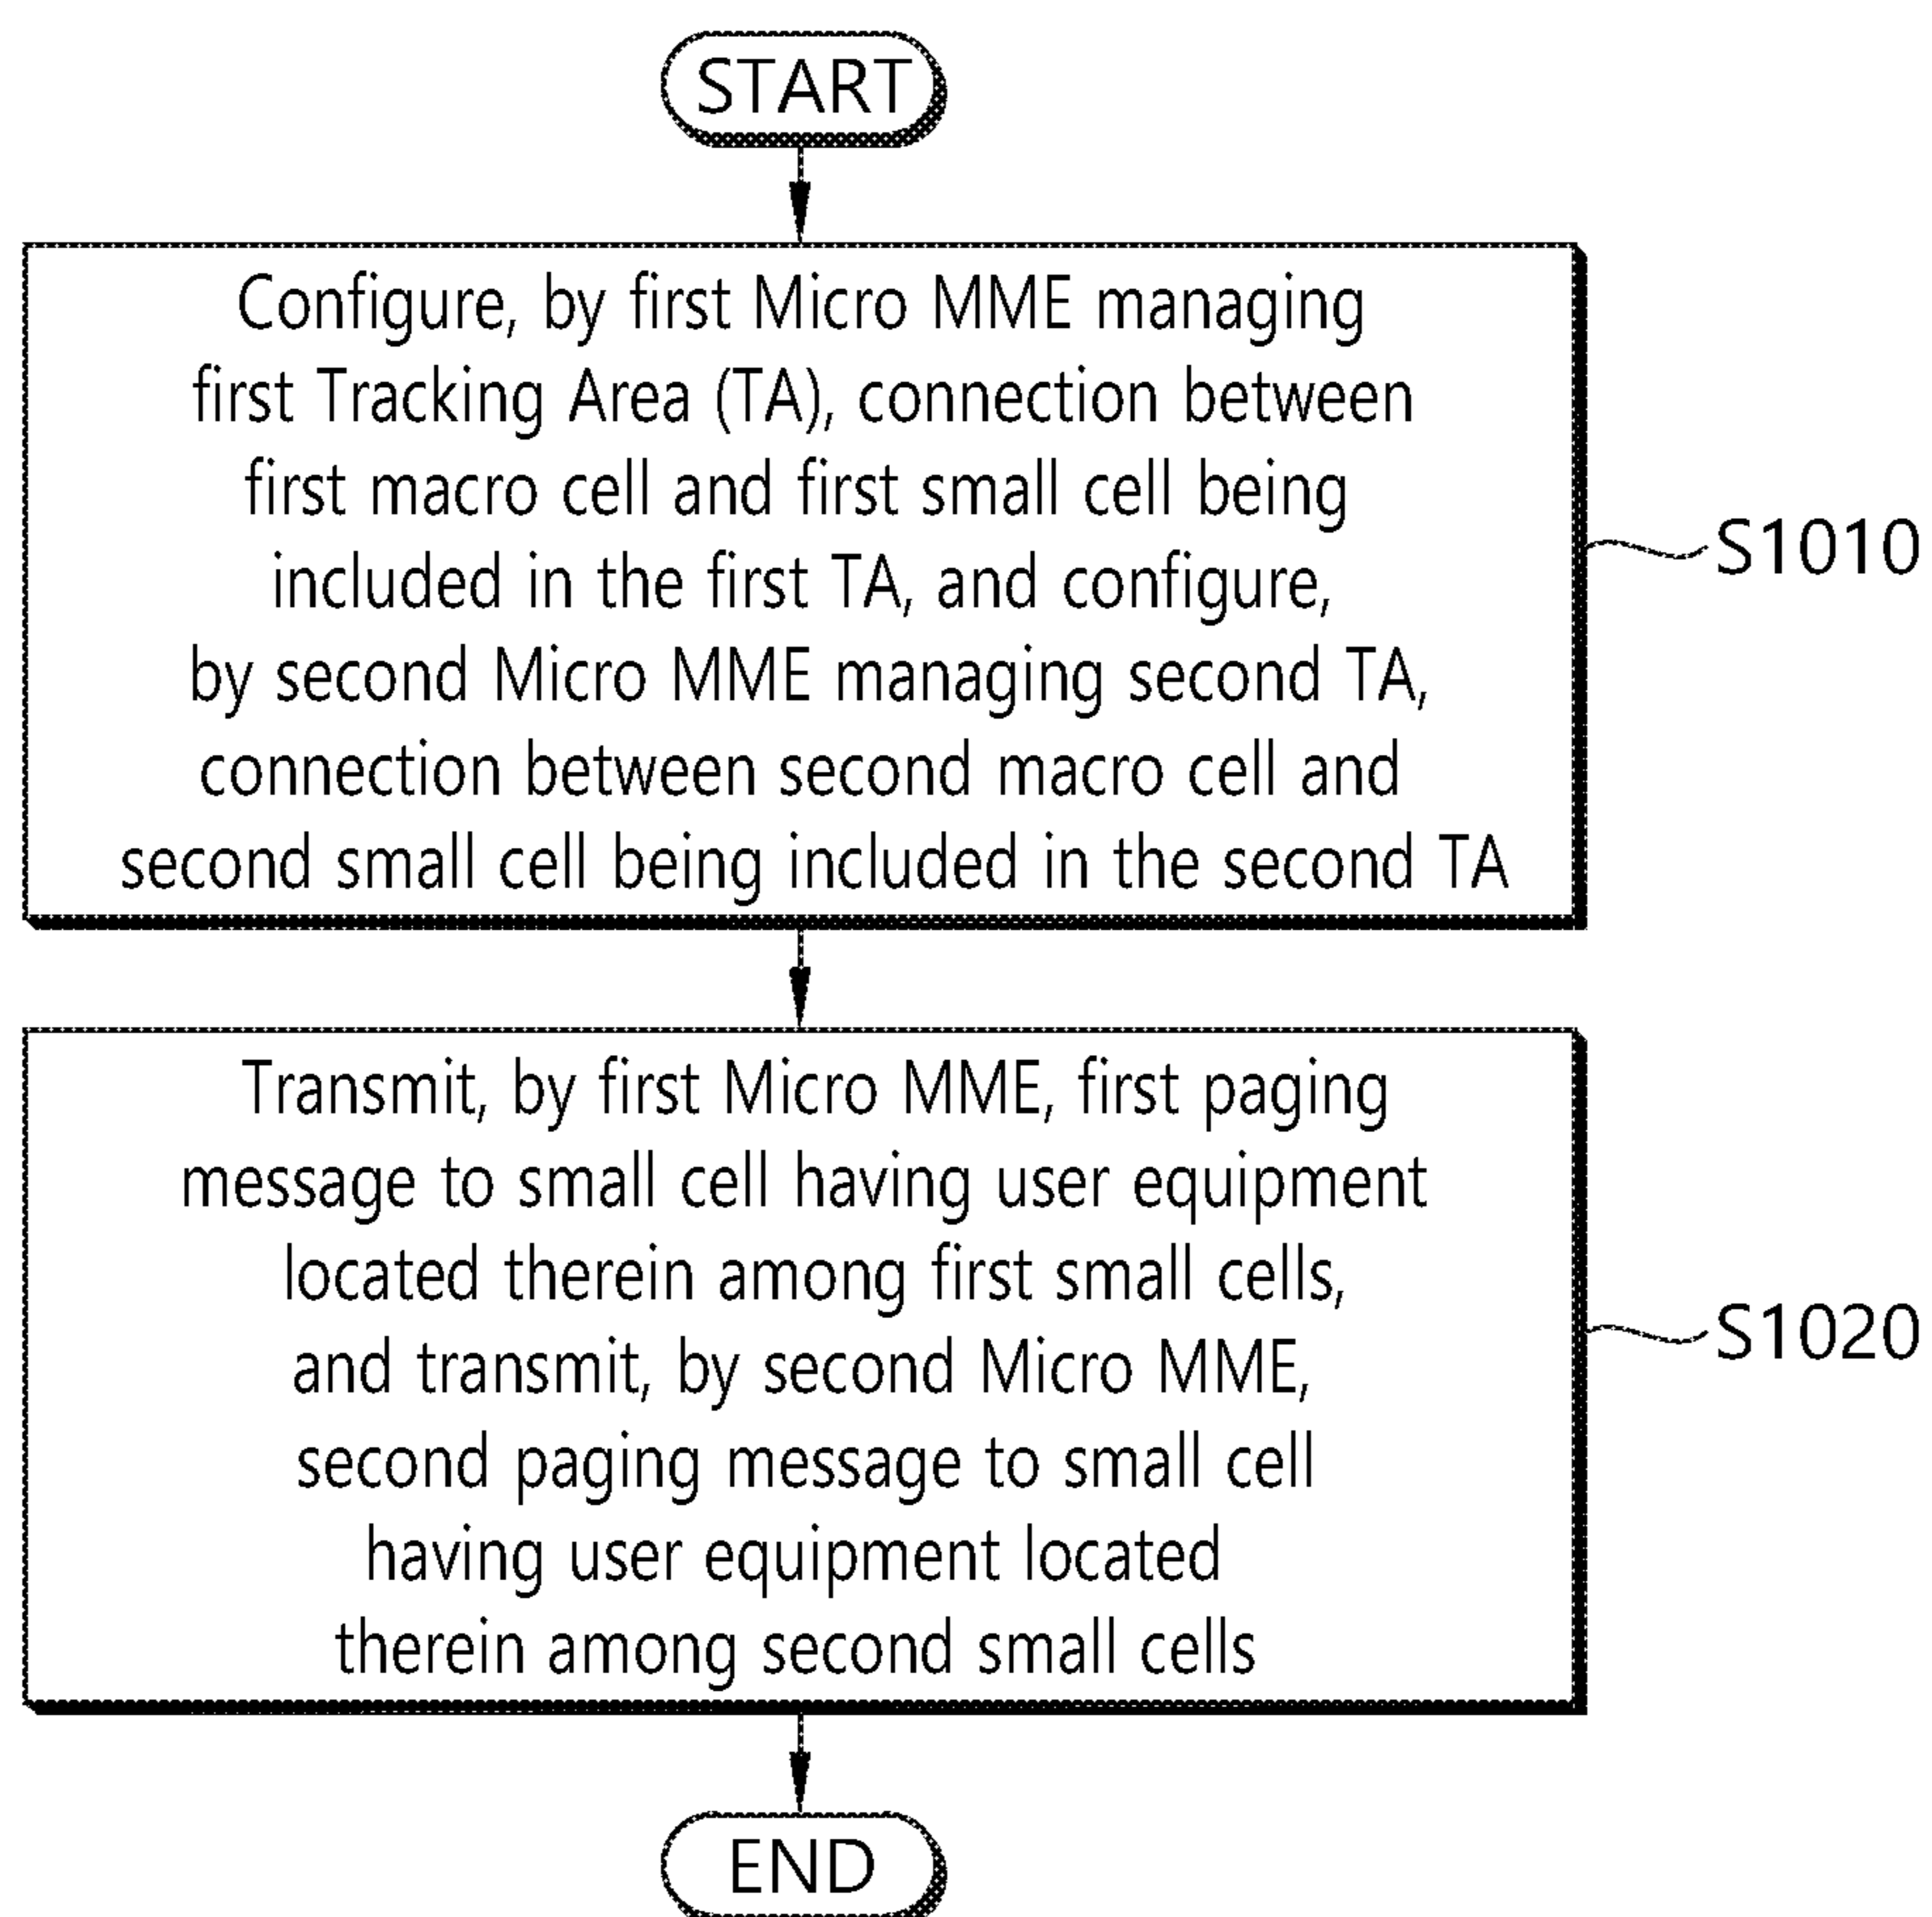 START
Configure, by first Micro MME managing
first Tracking Area (TA), connection between
first macro cell and first small cell being
included in the first TA, and configure,
by second Micro MME managing second TA,
connection between second macro cell and
second small cell being included in the second TA
S1010
Transmit, by first Micro MME, first paging
message to small cell having user equipment
located therein among first small cells,
and transmit, by second Micro MME,
second paging message to small cell
having user equipment located
therein among second small cells
S1020
END